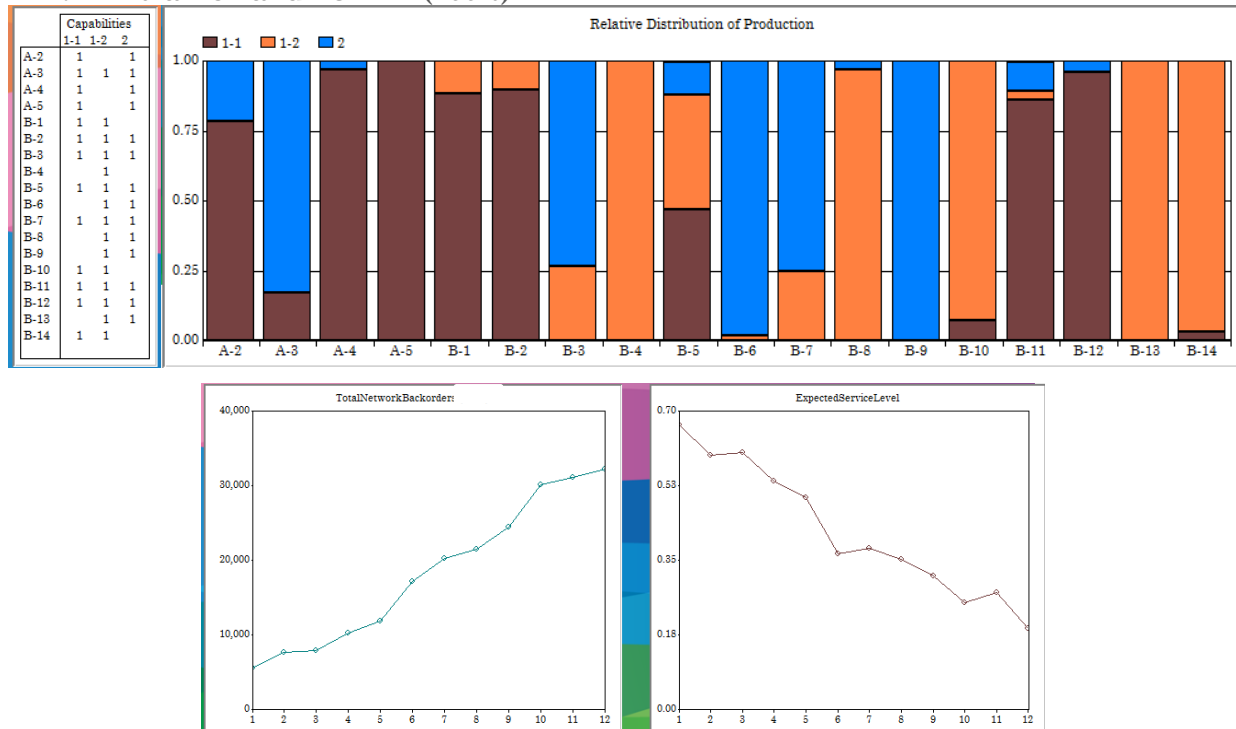 Capabilities
1-1 1-2 2
A-2 1 1
A-3 1 1 1
A-4 1 1
A-5 1 1
B-1 1 1
B-2 1 1 1
B-3 1 1 1
B-4 1
B-5 1 1 1
B-6 1 1
B-7 1 1 1
B-8 1 1
B-9 1 1
B-10 1 1
B-11 1 1 1
B-12 1 1 1
B-13 1 1
B-14 1 1
Relative Distribution of Production
1-1 1-2 2
1.00
0.75
0.50
0.25
0.00
A-2 A-3 A-4 A-5 B-1 B-2 B-3 B-4 B-5 B-6 B-7 B-8 B-9 B-10 B-11 B-12 B-13 B-14
TotalNetworkBackorders
40,000
30,000
20,000
10,000
0
1 2 3 4 5 6 7 8 9 10 11 12
ExpectedServiceLevel
0.70
0.53
0.35
0.18
0.00
1 2 3 4 5 6 7 8 9 10 11 12